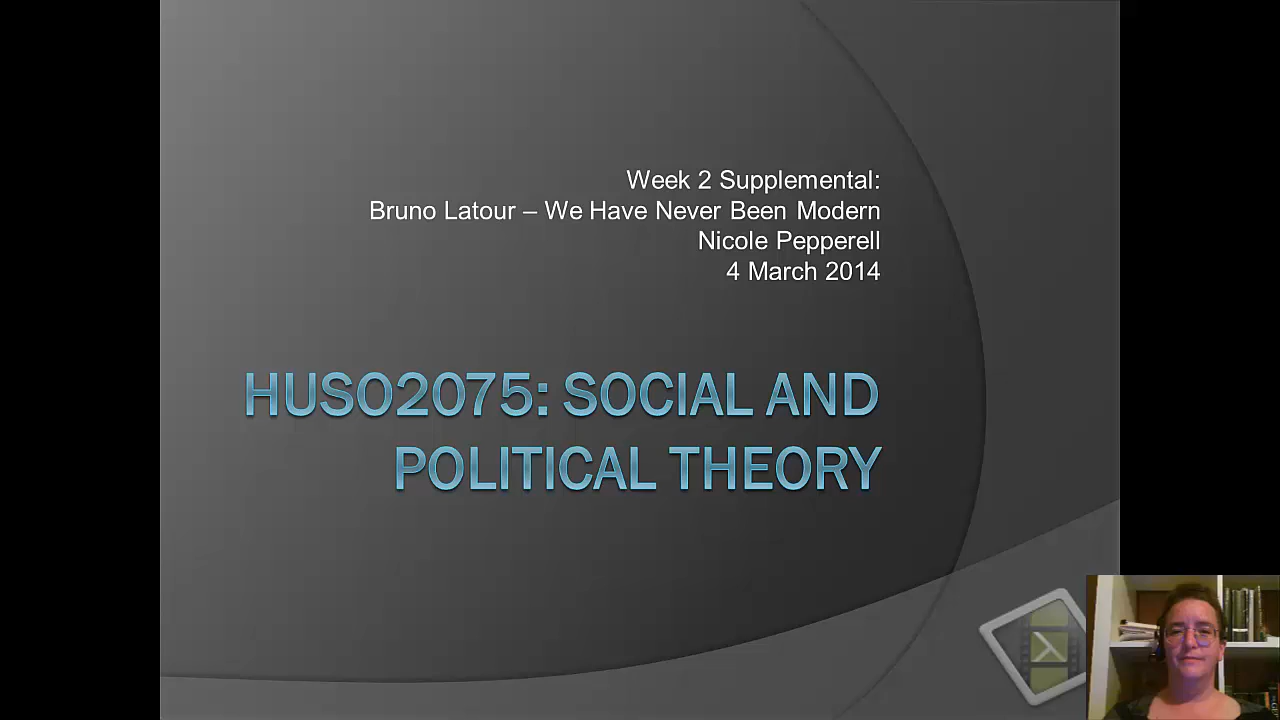 Week 2 Supplemental:
Bruno Latour – We Have Never Been Modern
Nicole Pepperell
4 March 2014
HUSO2075: SOCIAL AND
POLITICAL THEORY